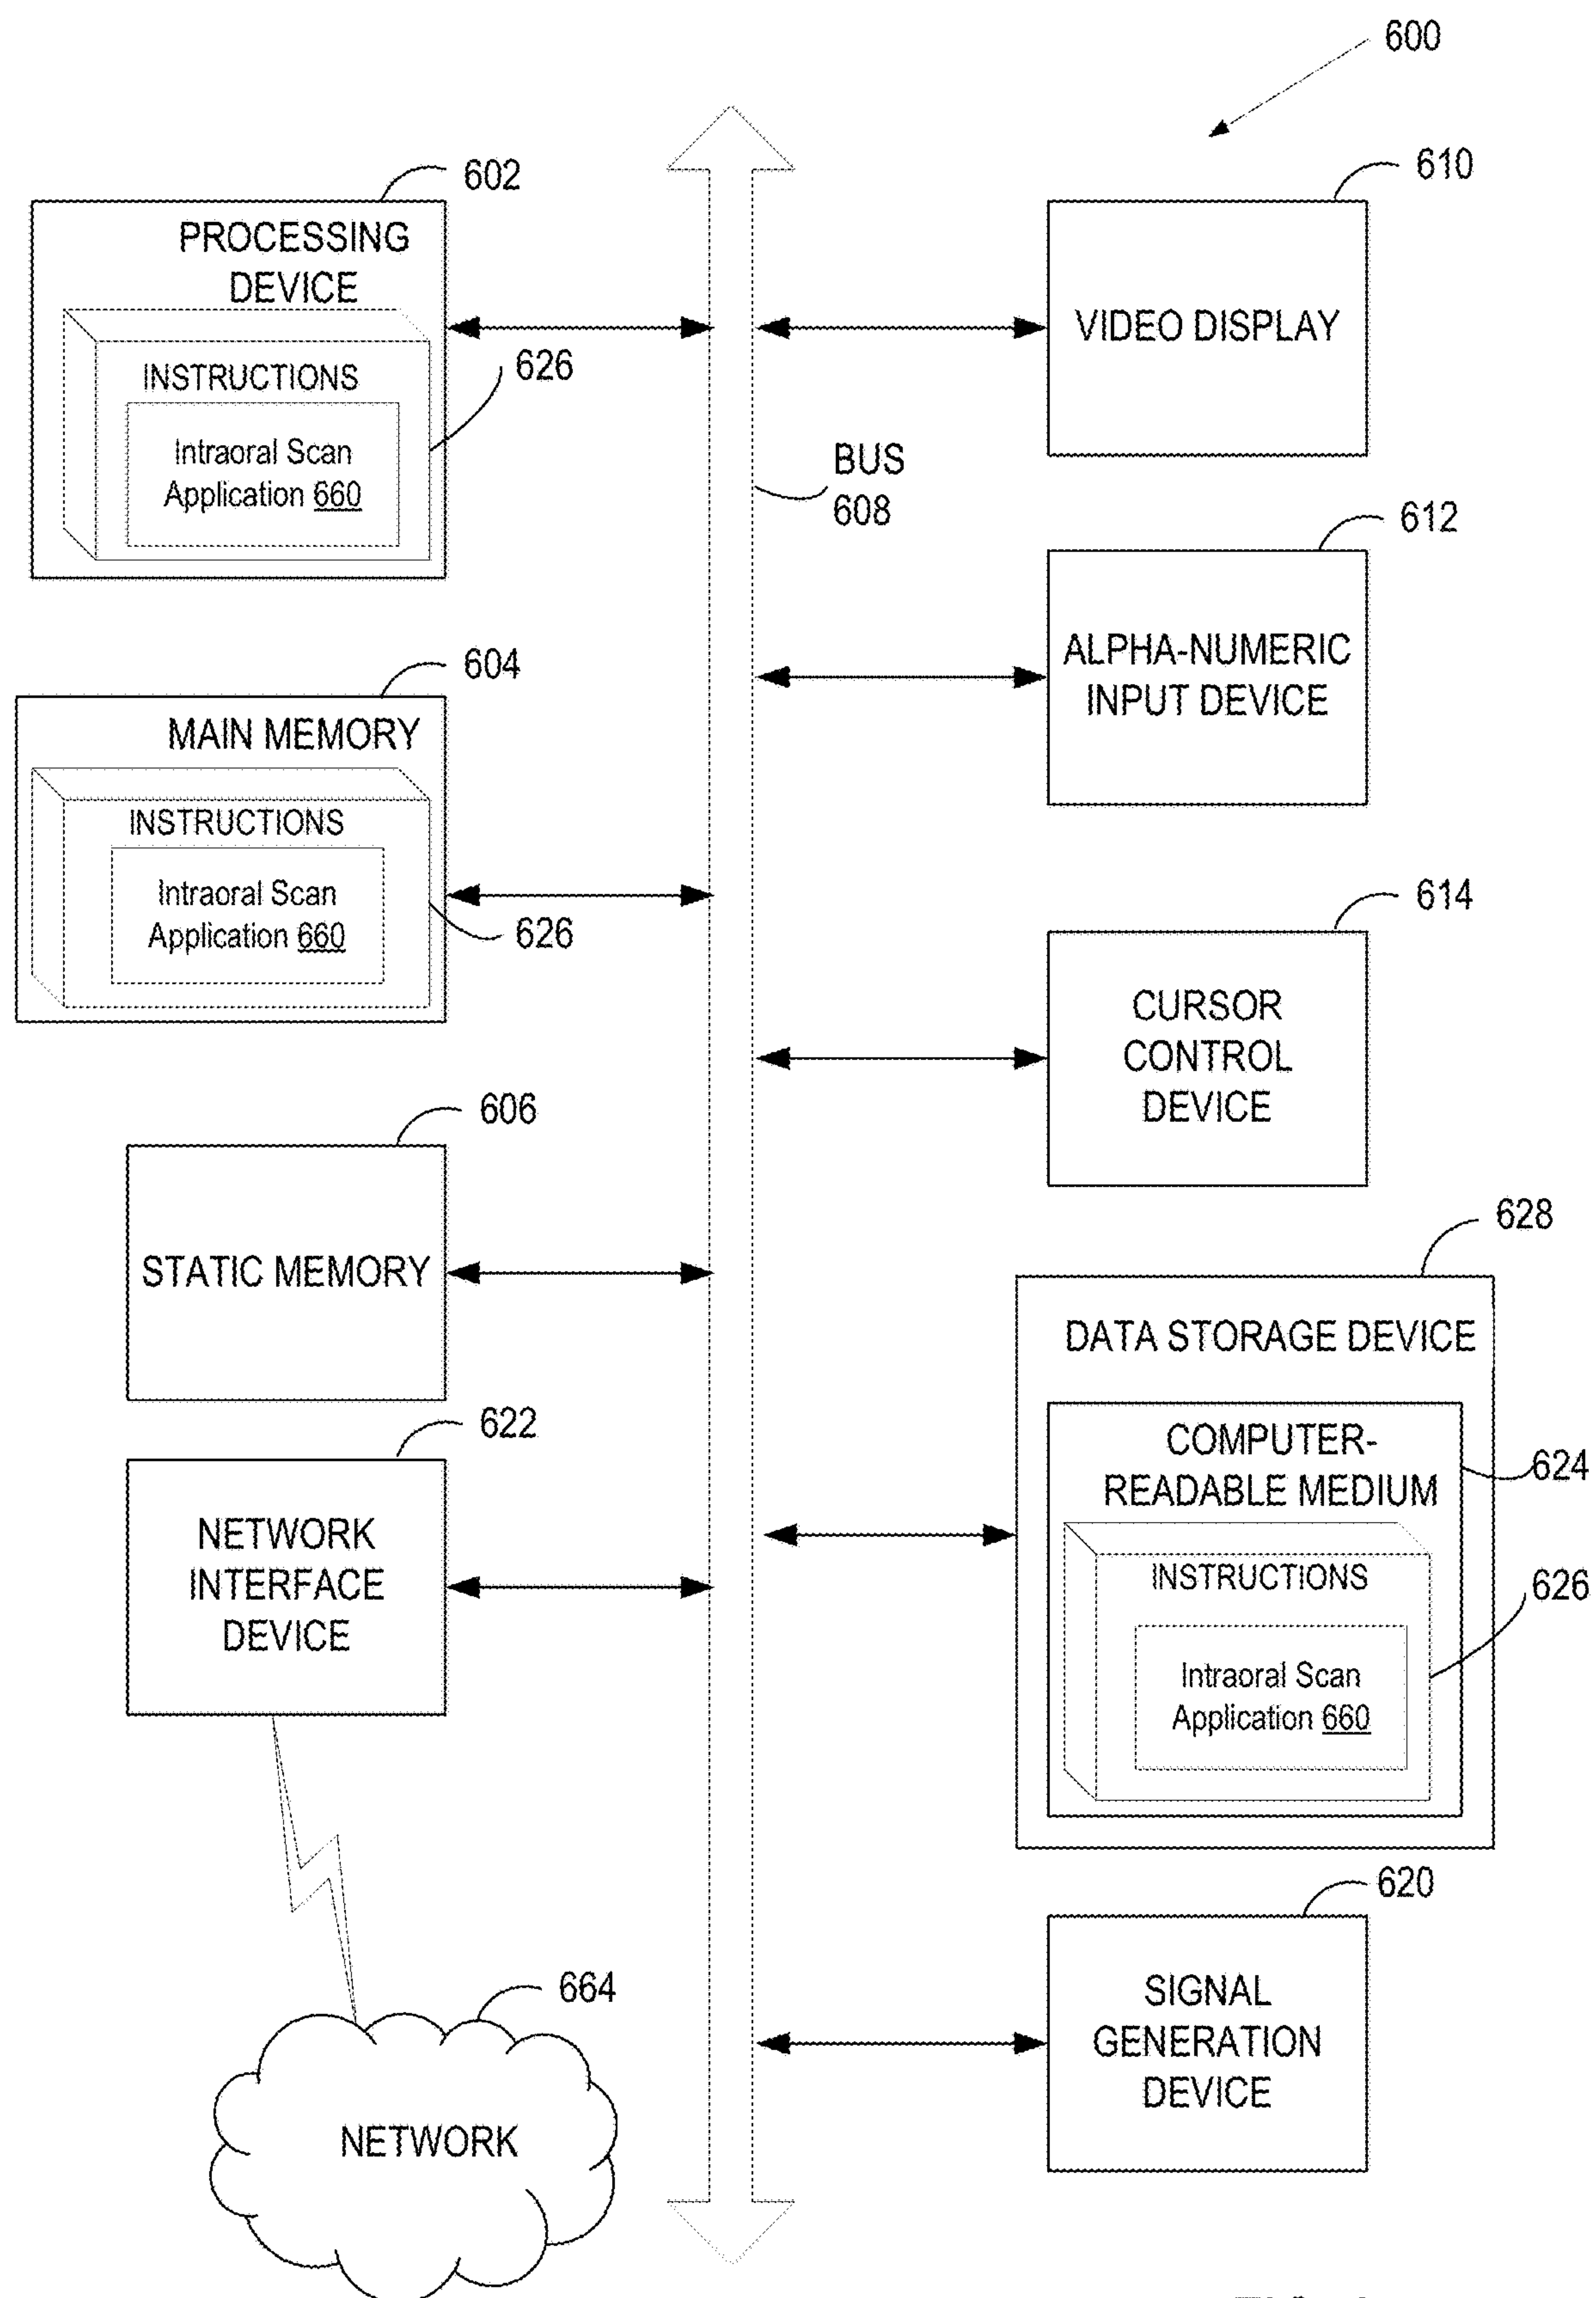 600
602
PROCESSING
DEVICE
INSTRUCTIONS
Intraoral Scan
Application 660
626
604
MAIN MEMORY
INSTRUCTIONS
Intraoral Scan
Application 660
626
606
STATIC MEMORY
622
NETWORK
INTERFACE
DEVICE
664
NETWORK
BUS
608
610
VIDEO DISPLAY
612
ALPHA-NUMERIC
INPUT DEVICE
614
CURSOR
CONTROL
DEVICE
628
DATA STORAGE DEVICE
COMPUTER-
READABLE MEDIUM
624
INSTRUCTIONS
Intraoral Scan
Application 660
626
620
SIGNAL
GENERATION
DEVICE